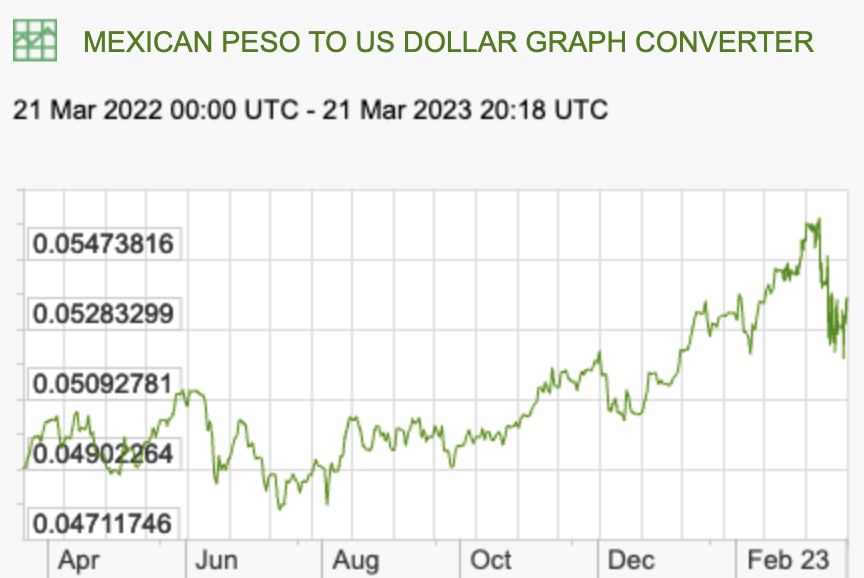 MEXICAN PESO TO US DOLLAR GRAPH CONVERTER
21 Mar 2022 00:00 UTC - 21 Mar 2023 20:18 UTC
0.05473816
0.05283299
0.05092781
0.04902264
0.04711746
Apr Jun Aug Oct Dec Feb 23